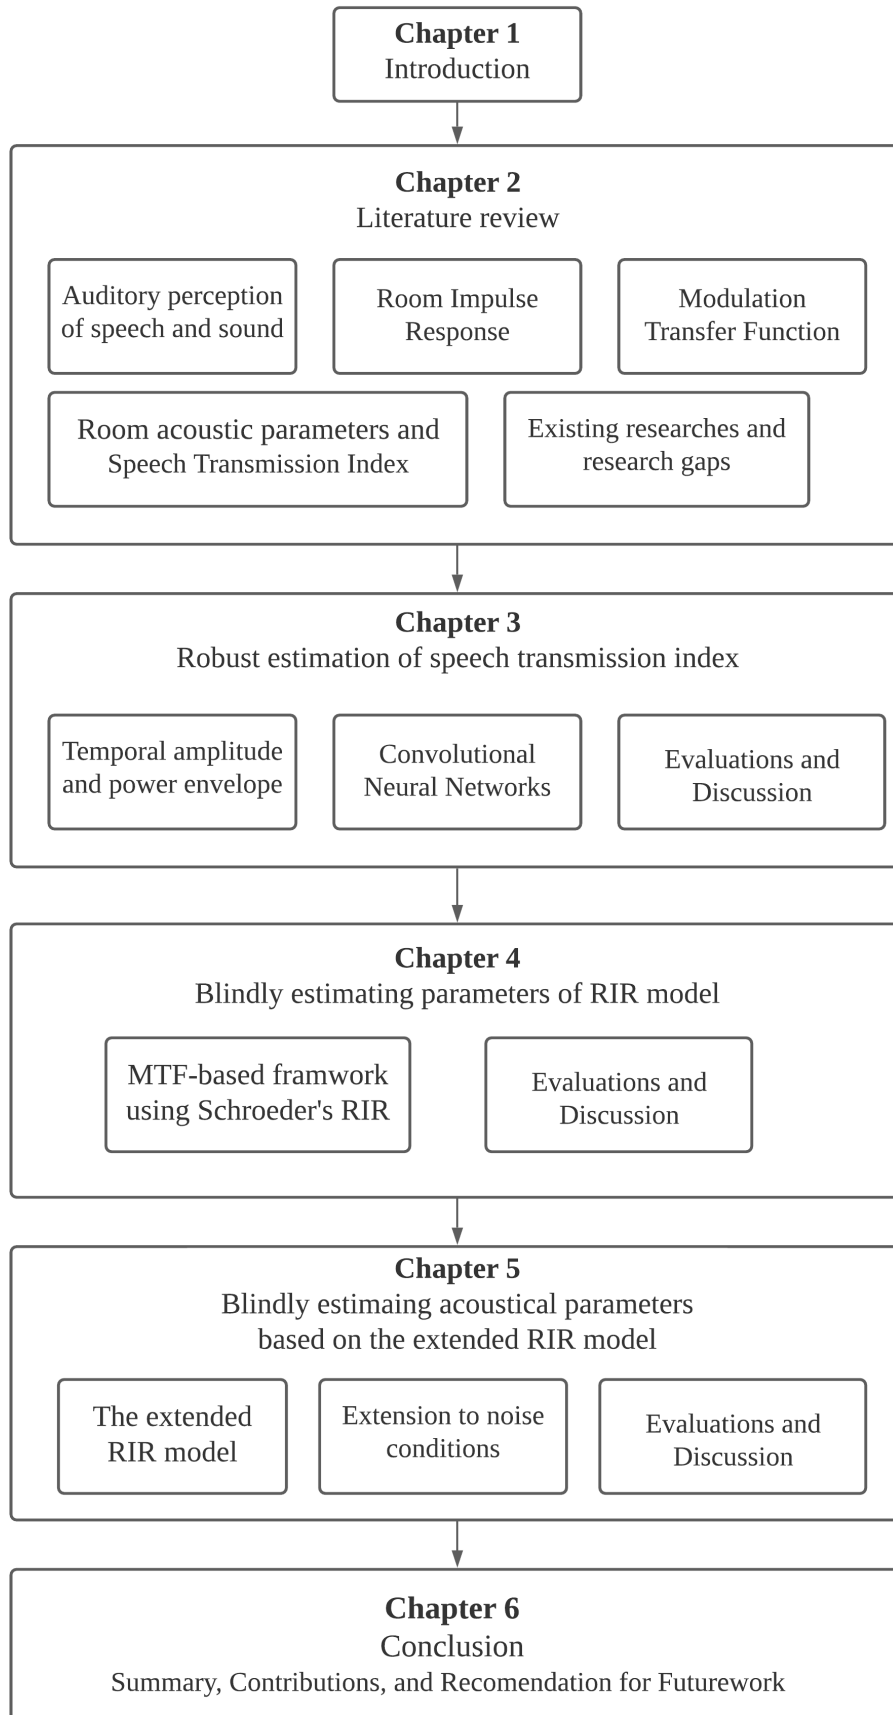 Chapter 1
Introduction
Chapter 2
Literature review
Auditory perception
of speech and sound
Room Impulse
Response
Modulation
Transfer Function
Room acoustic parameters and
Speech Transmission Index
Existing researches and
research gaps
Chapter 3
Robust estimation of speech transmission index
Temporal amplitude
and power envelope
Convolutional
Neural Networks
Evaluations and
Discussion
Chapter 4
Blindly estimating parameters of RIR model
MTF-based framwork
using Schroeder's RIR
Evaluations and
Discussion
Chapter 5
Blindly estimaing acoustical parameters
based on the extended RIR model
The extended
RIR model
Extension to noise
conditions
Evaluations and
Discussion
Chapter 6
Conclusion
Summary, Contributions, and Recomendation for Futurework